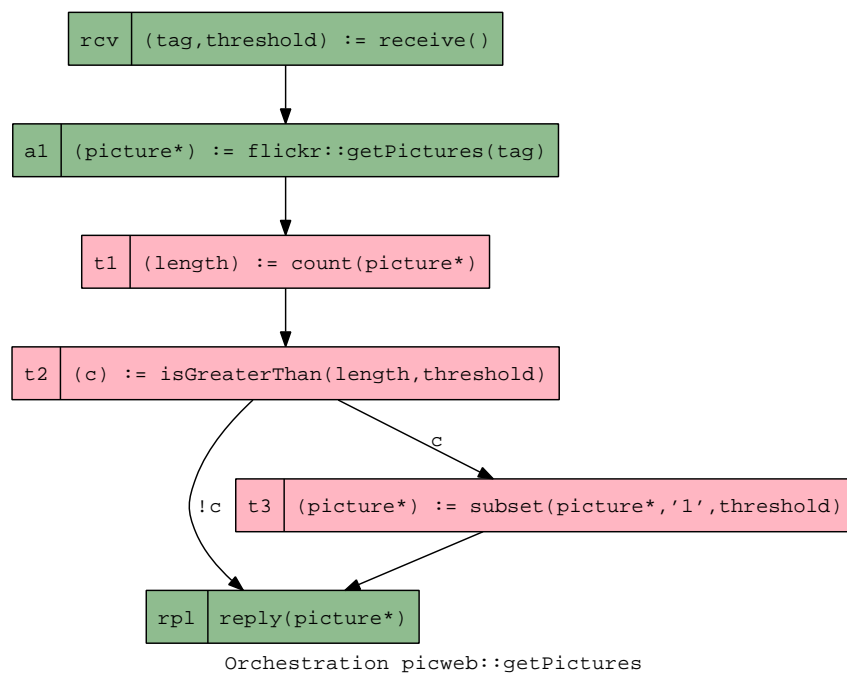 rcv (tag,threshold) := receive()
a1 (picture*) := flickr::getPictures(tag)
t1 (length) := count(picture*)
t2 (c) := isGreaterThan(length,threshold)
c
!c
t3 (picture*) := subset(picture*,'1',threshold)
rpl reply(picture*)
Orchestration picweb::getPictures